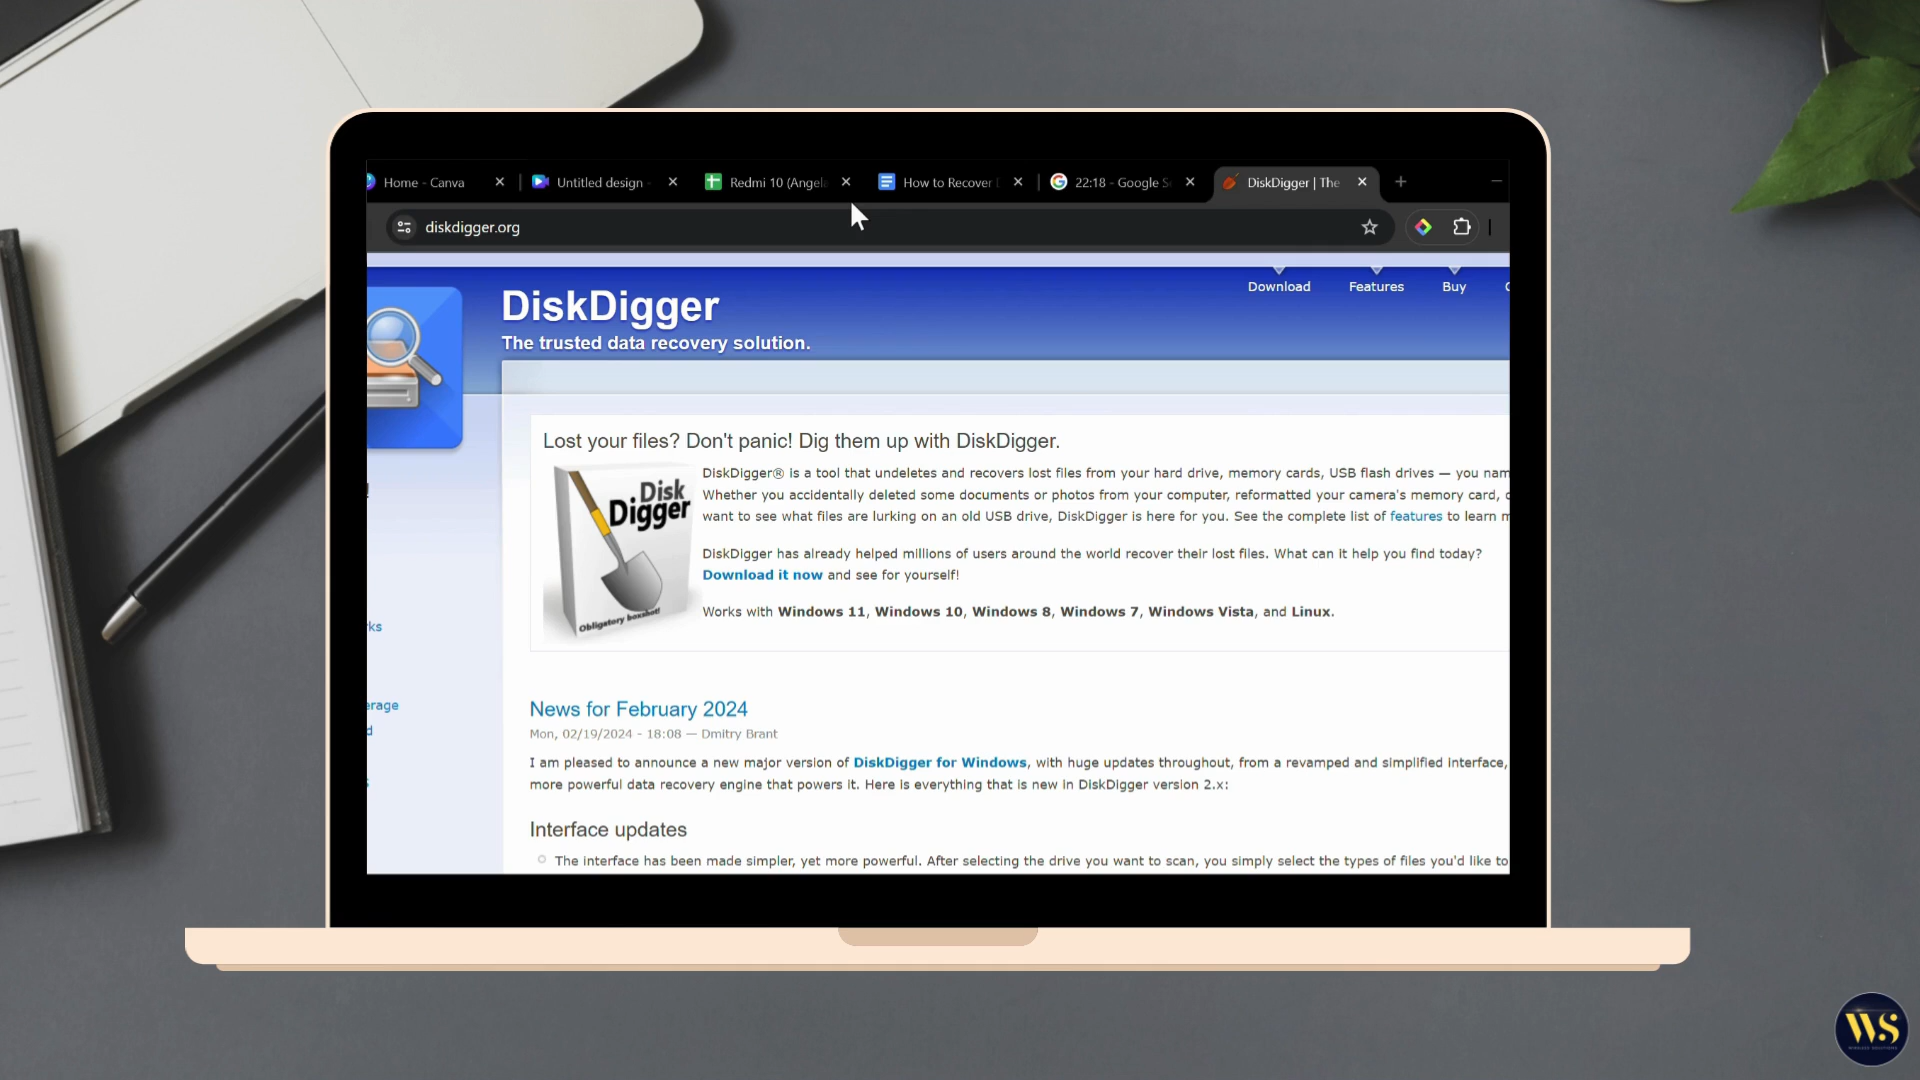 Home - Canva
Untitled design -
Redmi 10 (Angela
How to Recover
22:18 - Google Se
DiskDigger | The
diskdigger.org
Download
Features
Buy
DiskDigger
The trusted data recovery solution.
Lost your files? Don't panic! Dig them up with DiskDigger.
DiskDigger® is a tool that undeletes and recovers lost files from your hard drive, memory cards, USB flash drives — you nam
Whether you accidentally deleted some documents or photos from your computer, reformatted your camera's memory card, o
want to see what files are lurking on an old USB drive, DiskDigger is here for you. See the complete list of features to learn m
Disk
Digger
Obligatory boxshot!
DiskDigger has already helped millions of users around the world recover their lost files. What can it help you find today?
Download it now and see for yourself!
Works with Windows 11, Windows 10, Windows 8, Windows 7, Windows Vista, and Linux.
rks
erage
d
s
News for February 2024
Mon, 02/19/2024 - 18:08 — Dmitry Brant
I am pleased to announce a new major version of DiskDigger for Windows, with huge updates throughout, from a revamped and simplified interface,
more powerful data recovery engine that powers it. Here is everything that is new in DiskDigger version 2.x:
Interface updates
The interface has been made simpler, yet more powerful. After selecting the drive you want to scan, you simply select the types of files you'd like to
WS